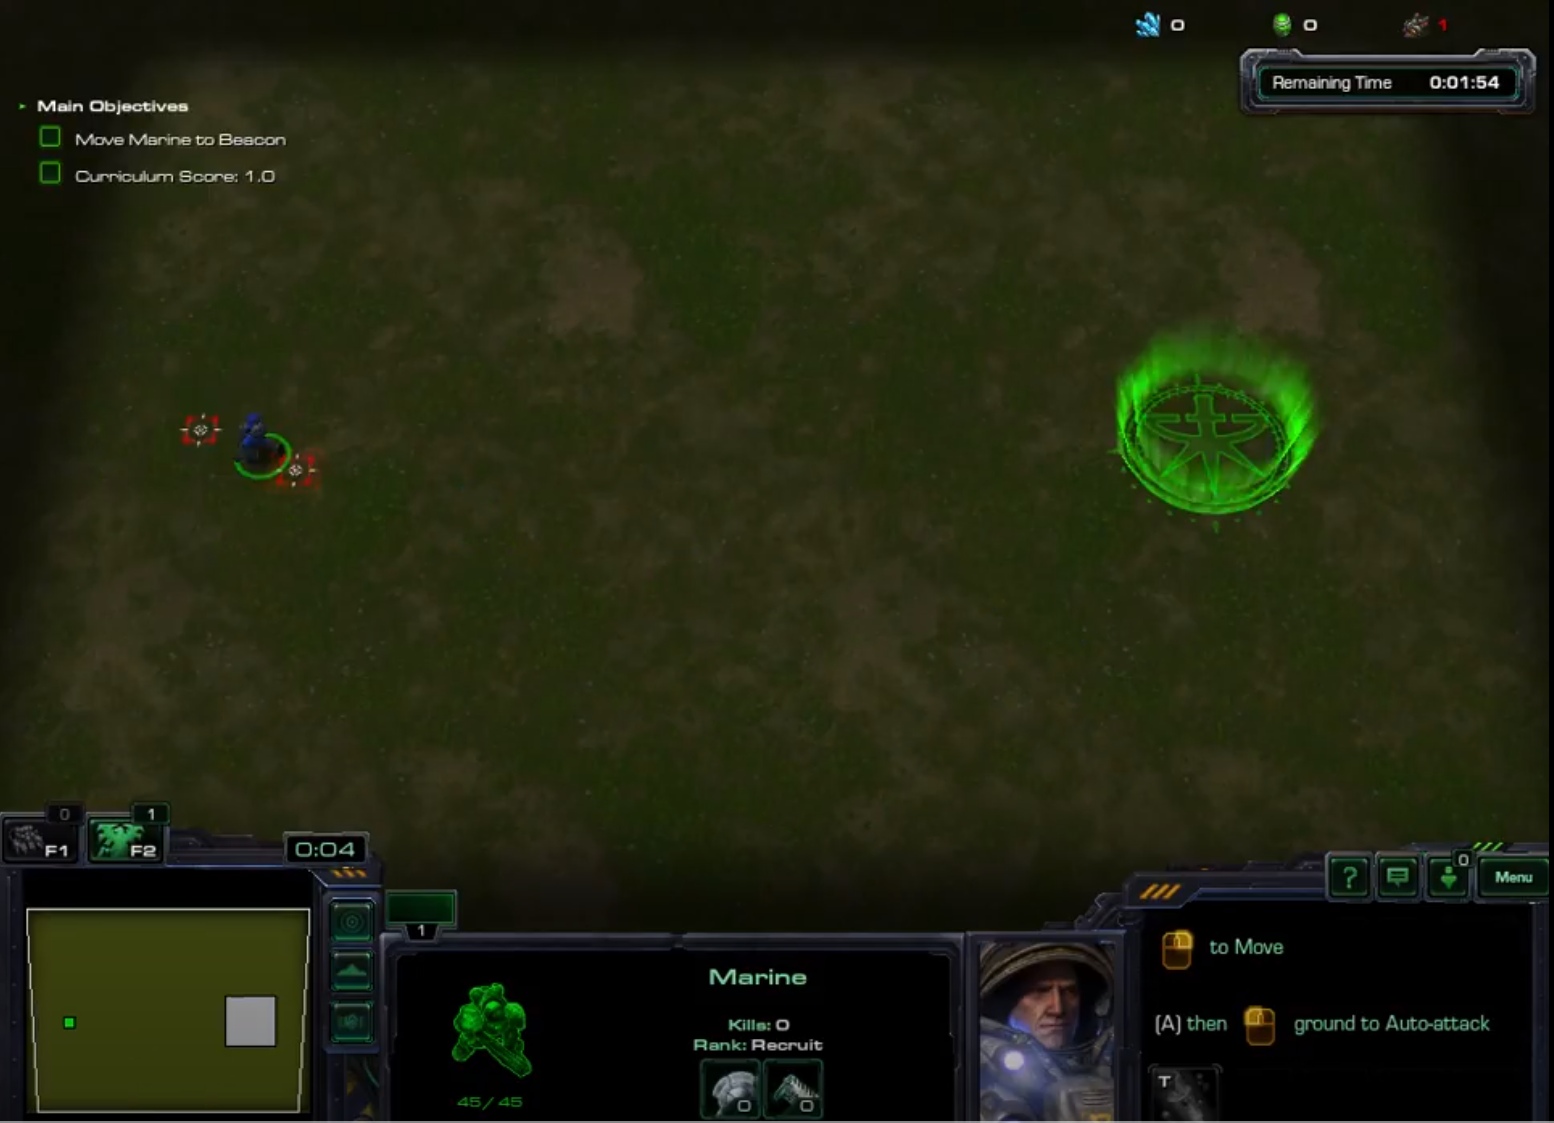 0 0 1
Remaining Time 0:01:54
Main Objectives
Move Marine to Beacon
Curriculum Score: 1.0
0 1
F1 F2
0:04
0
? Menu
1
Marine
Kills: 0
Rank: Recruit
0 0
45/45
to Move
(A) then ground to Auto-attack
T